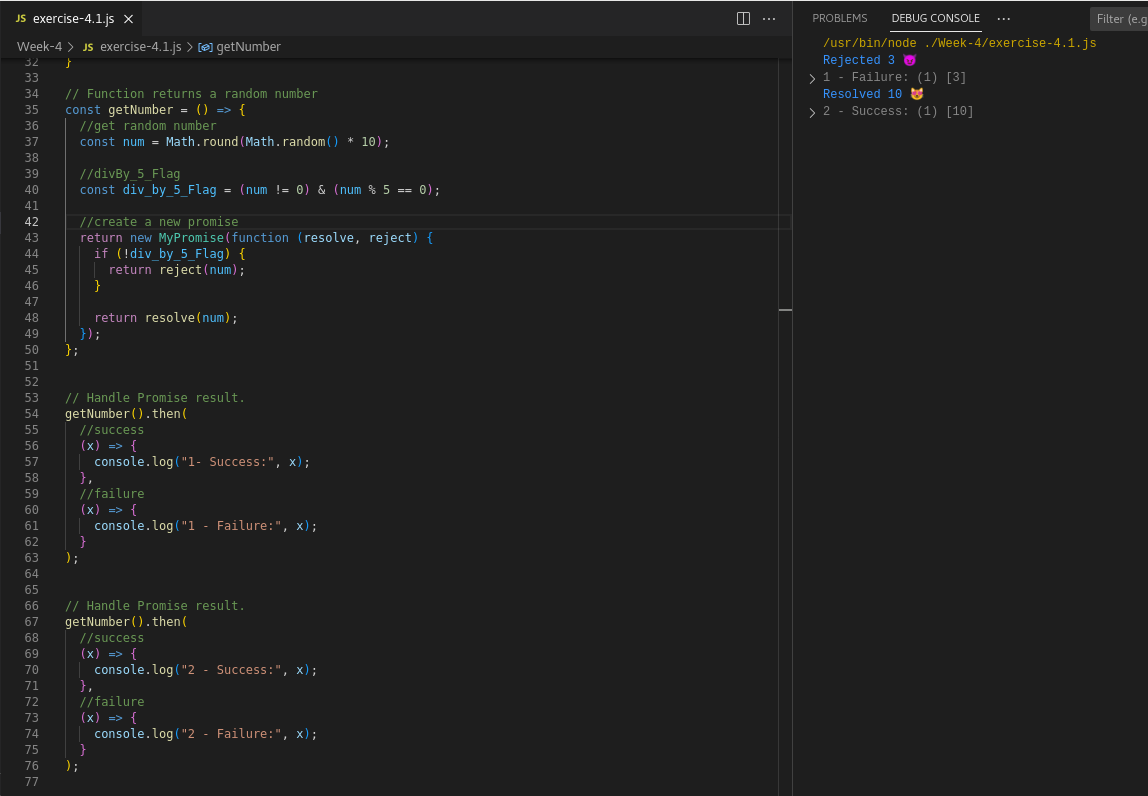 JS exercise-4.1.js
Week-4 > JS exercise-4.1.js > getNumber
32 }
33
34 // Function returns a random number
35 const getNumber = () => {
36 //get random number
37 const num = Math.round(Math.random() * 10);
38
39 //divBy_5_Flag
40 const div_by_5_Flag = (num != 0) & (num % 5 == 0);
41
42 //create a new promise
43 return new MyPromise(function (resolve, reject) {
44 if (!div_by_5_Flag) {
45 return reject(num);
46 }
47
48 return resolve(num);
49 });
50 };
51
52
53 // Handle Promise result.
54 getNumber().then(
55 //success
56 (x) => {
57 console.log("1- Success:", x);
58 },
59 //failure
60 (x) => {
61 console.log("1 - Failure:", x);
62 }
63 );
64
65
66 // Handle Promise result.
67 getNumber().then(
68 //success
69 (x) => {
70 console.log("2 - Success:", x);
71 },
72 //failure
73 (x) => {
74 console.log("2 - Failure:", x);
75 }
76 );
77
PROBLEMS DEBUG CONSOLE ··· Filter (e.g
/usr/bin/node ./Week-4/exercise-4.1.js
Rejected 3 😈
> 1 - Failure: (1) [3]
Resolved 10 😻
> 2 - Success: (1) [10]